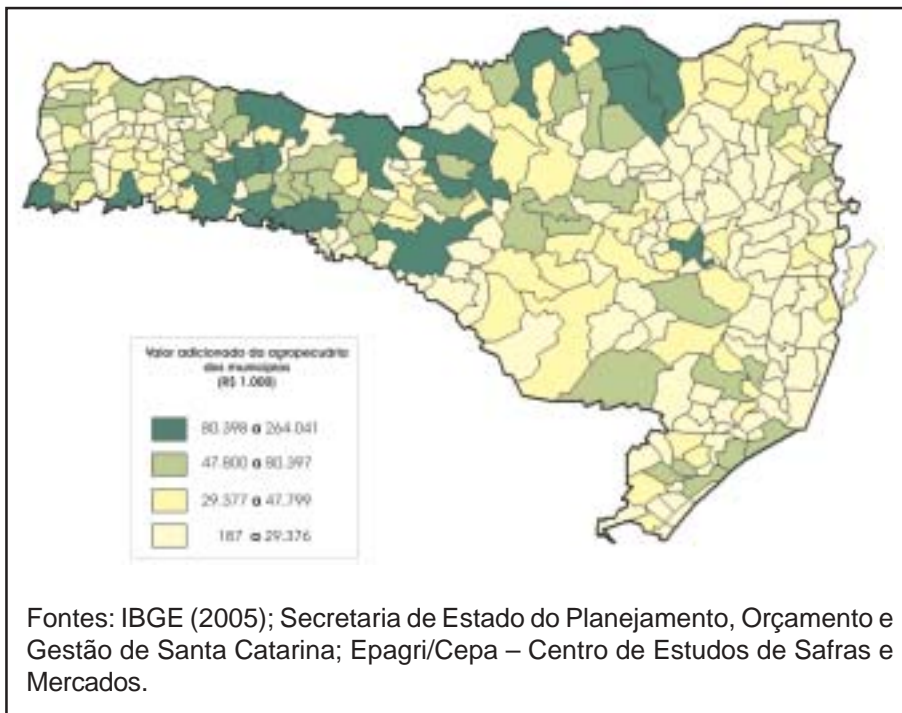 Valor adicionado da agropecuária
dos municípios
(R$ 1.000)
80.398 a 264.041
47.800 a 80.397
29.377 a 47.799
187 a 29.376
Fontes: IBGE (2005); Secretaria de Estado do Planejamento, Orçamento e
Gestão de Santa Catarina; Epagri/Cepa – Centro de Estudos de Safras e
Mercados.